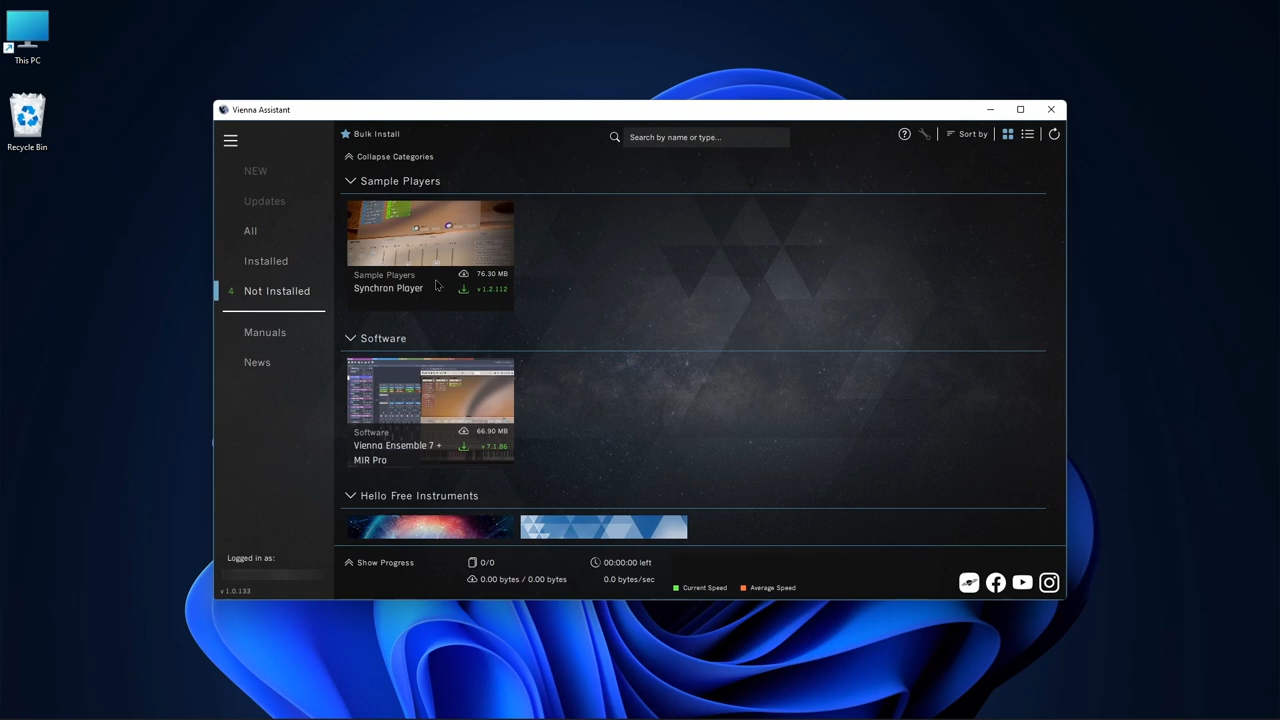 This PC
Recycle Bin
Vienna Assistant
NEW
Updates
All
Installed
4 Not Installed
Manuals
News
Logged in as:
v 1.0.133
Bulk Install
Search by name or type...
Sort by
Collapse Categories
Sample Players
Sample Players
76.30 MB
Synchron Player
v 1.2.112
Software
Software
66.90 MB
Vienna Ensemble 7 +
v 7.1.86
MIR Pro
Hello Free Instruments
Show Progress
0/0
00:00:00 left
0.00 bytes / 0.00 bytes
0.0 bytes/sec
Current Speed
Average Speed